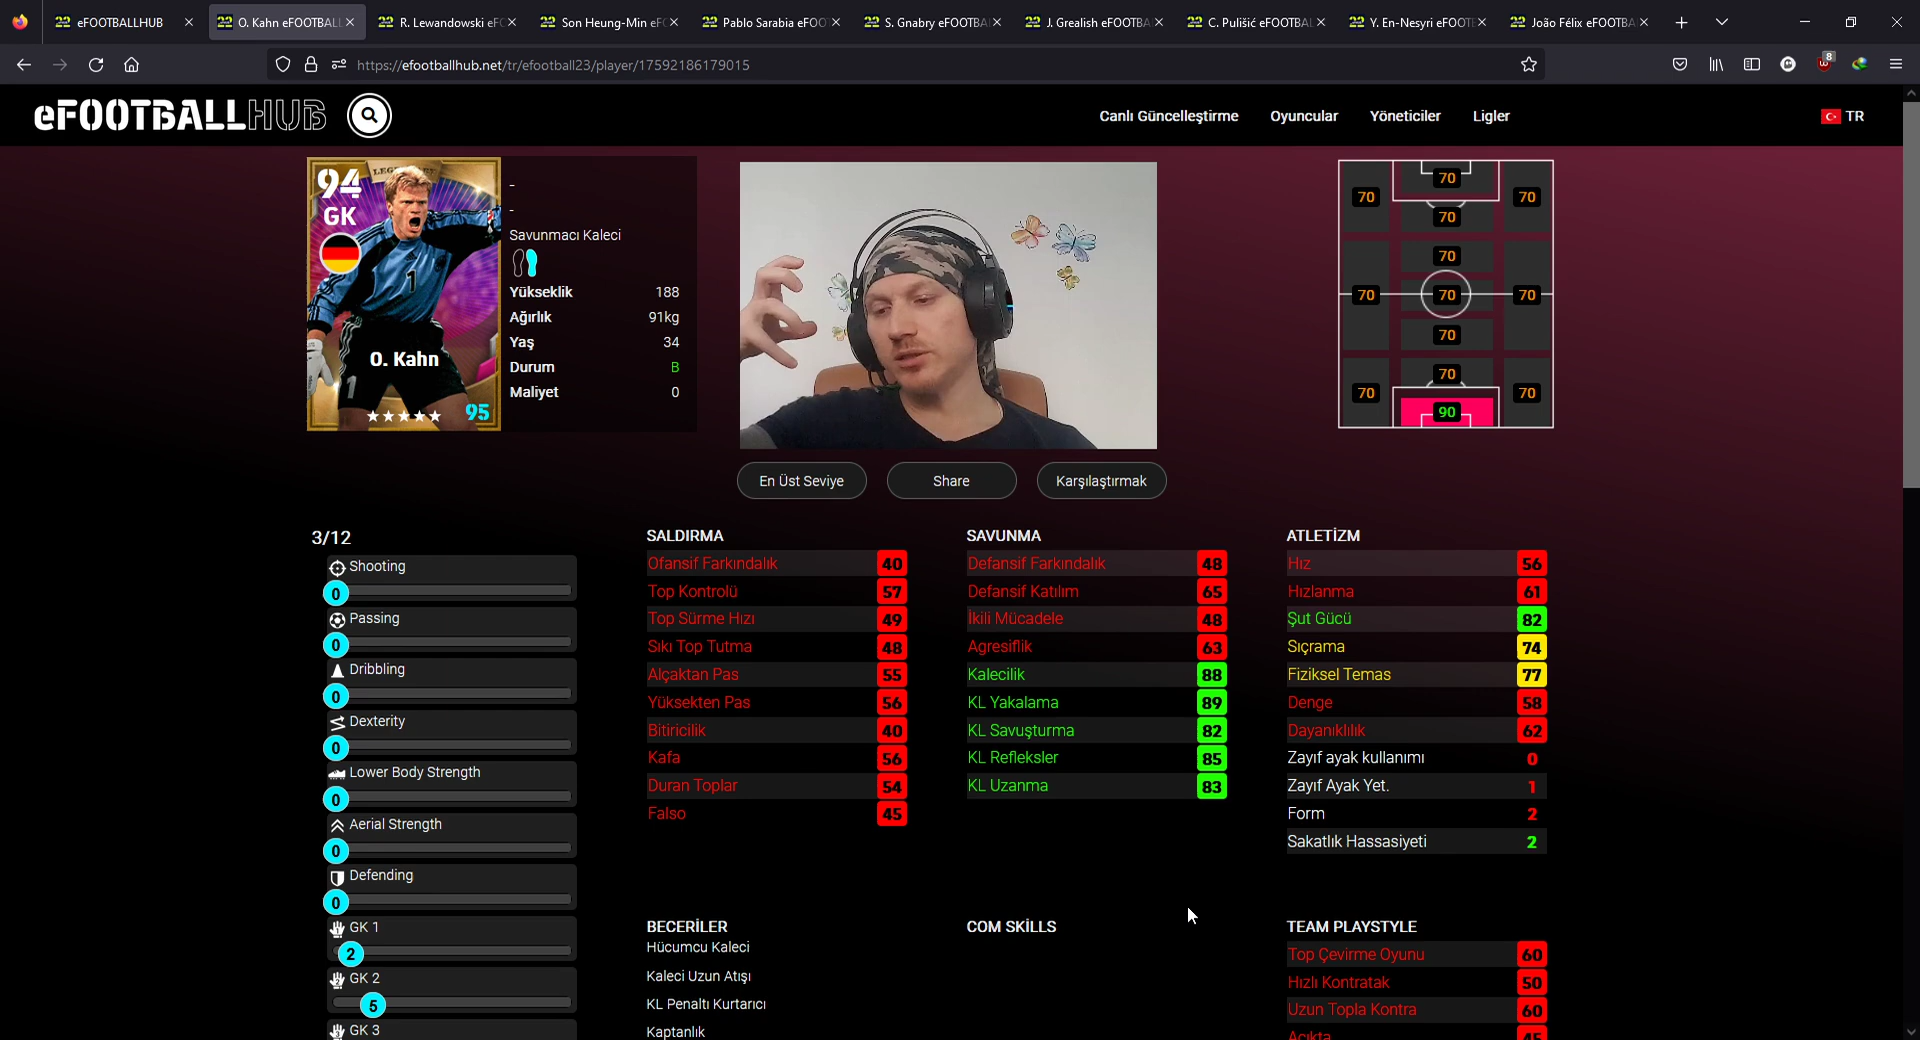 eFOOTBALLHUB
O. Kahn eFOOTBALL
R. Lewandowski eFO
Son Heung-Min eFO
Pablo Sarabia eFOO
S. Gnabry eFOOTBA
J. Grealish eFOOTBA
C. Pulišić eFOOTBAL
Y. En-Nesyri eFOOTE
João Félix eFOOTBA
https://efootballhub.net/tr/efootball23/player/17592186179015
8
eFOOTBALLHUB
Canlı Güncelleştirme
Oyuncular
Yöneticiler
Ligler
TR
94
GK
1
O. Kahn
1
★★★★★
95
-
-
Savunmacı Kaleci
Yükseklik 188
Ağırlık 91kg
Yaş 34
Durum B
Maliyet 0
70
70 70
70
70
70 70 70
70
70
70 70
90
En Üst Seviye
Share
Karşılaştırmak
3/12
Shooting
0
Passing
0
Dribbling
0
Dexterity
0
Lower Body Strength
0
Aerial Strength
0
Defending
0
GK 1
2
GK 2
5
GK 3
SALDIRMA
Ofansif Farkındalık 40
Top Kontrolü 57
Top Sürme Hızı 49
Sıkı Top Tutma 48
Alçaktan Pas 55
Yüksekten Pas 56
Bitiricilik 40
Kafa 56
Duran Toplar 54
Falso 45
SAVUNMA
Defansif Farkındalık 48
Defansif Katılım 65
İkili Mücadele 48
Agresiflik 63
Kalecilik 88
KL Yakalama 89
KL Savuşturma 82
KL Refleksler 85
KL Uzanma 83
ATLETİZM
Hız 56
Hızlanma 61
Şut Gücü 82
Sıçrama 74
Fiziksel Temas 77
Denge 58
Dayanıklılık 62
Zayıf ayak kullanımı 0
Zayıf Ayak Yet. 1
Form 2
Sakatlık Hassasiyeti 2
BECERİLER
Hücumcu Kaleci
Kaleci Uzun Atışı
KL Penaltı Kurtarıcı
Kaptanlık
COM SKİLLS
TEAM PLAYSTYLE
Top Çevirme Oyunu 60
Hızlı Kontratak 50
Uzun Topla Kontra 60
Açıkta 45